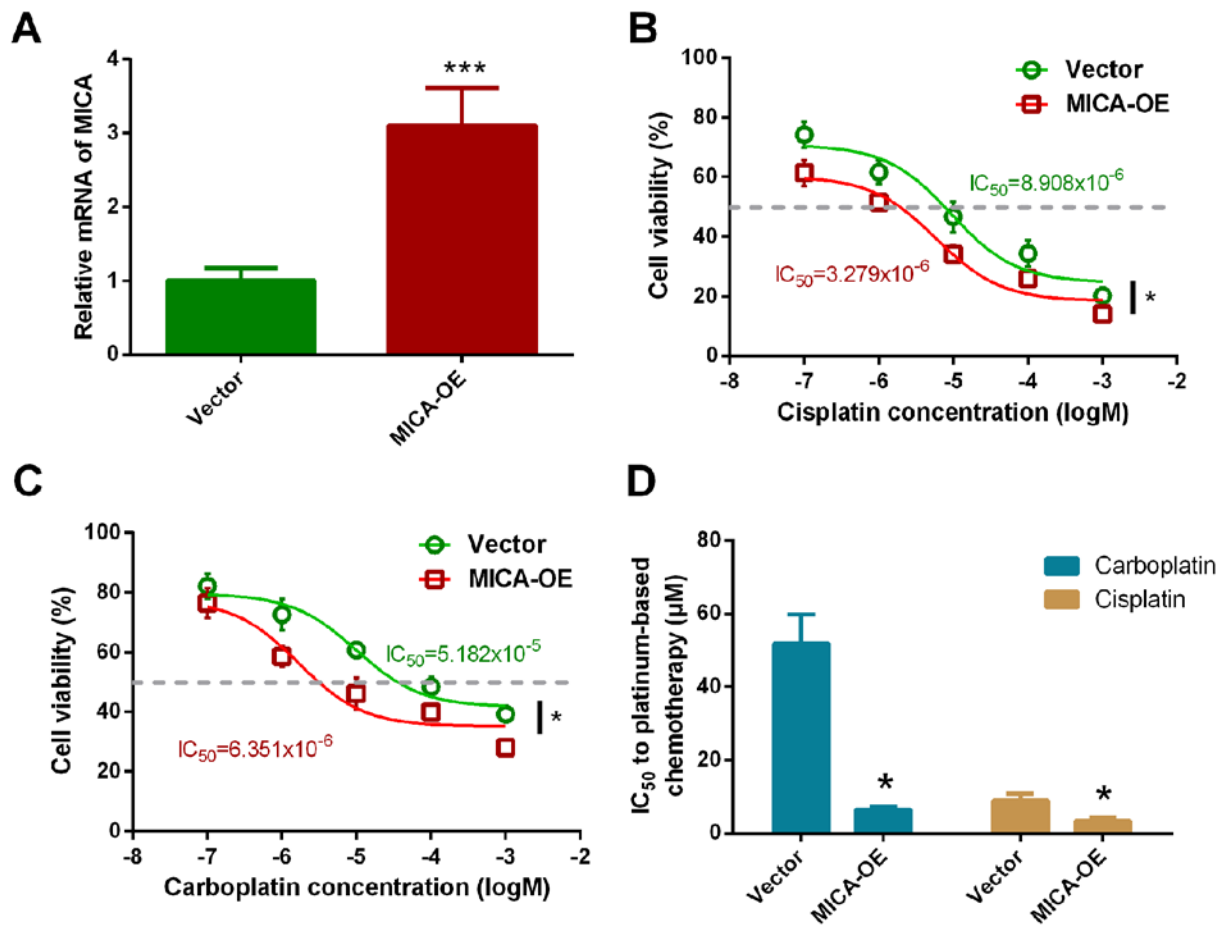 A
Relative mRNA of MICA
4
3
2
1
0
***
Vector
MICA-OE
B
Vector
MICA-OE
Cell viability (%)
100
80
60
40
20
0
IC50=8.908x10-6
IC50=3.279x10-6
*
-8 -7 -6 -5 -4 -3 -2
Cisplatin concentration (logM)
C
Vector
MICA-OE
Cell viability (%)
100
80
60
40
20
0
IC50=5.182x10-5
IC50=6.351x10-6
*
-8 -7 -6 -5 -4 -3 -2
Carboplatin concentration (logM)
D
IC50 to platinum-based
chemotherapy (μM)
80
60
40
20
0
Carboplatin
Cisplatin
* *
Vector
MICA-OE
Vector
MICA-OE